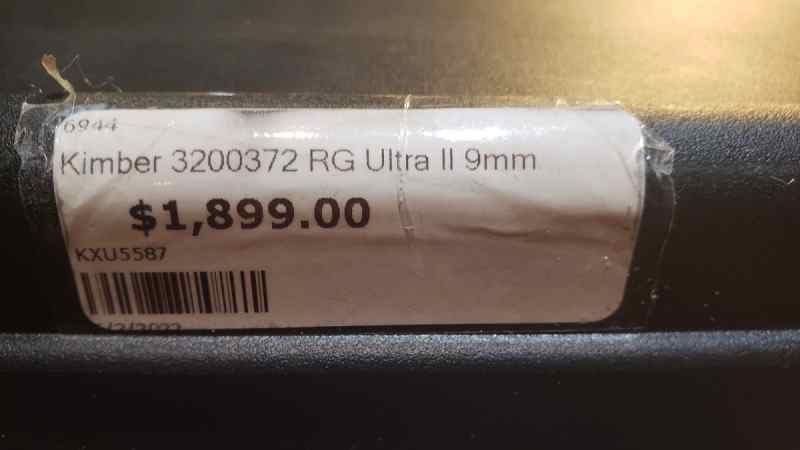 6944
Kimber 3200372 RG Ultra II 9mm
$1,899.00
KXU5587